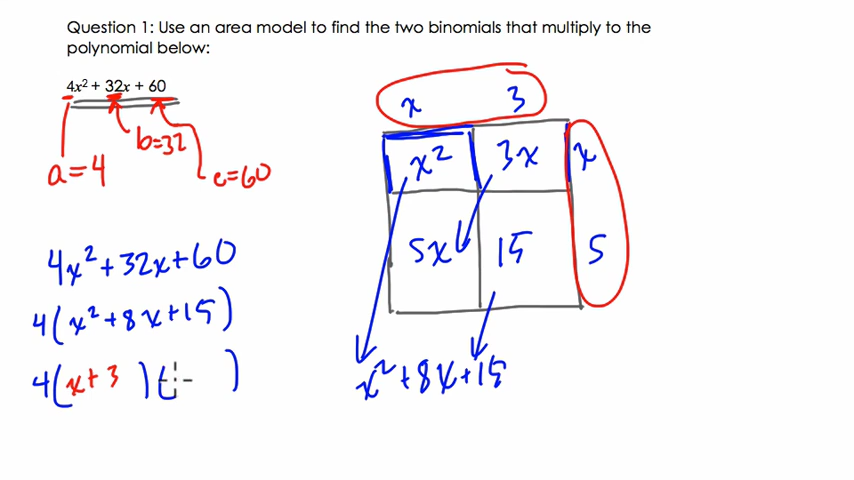 Question 1: Use an area model to find the two binomials that multiply to the
polynomial below:
4x² + 32x + 60
a=4
b=32
c=60
x 3
x² 3x x
5x 15 5
x²+8x+15
4x²+32x+60
4(x²+8x+15)
4(x+3)( )